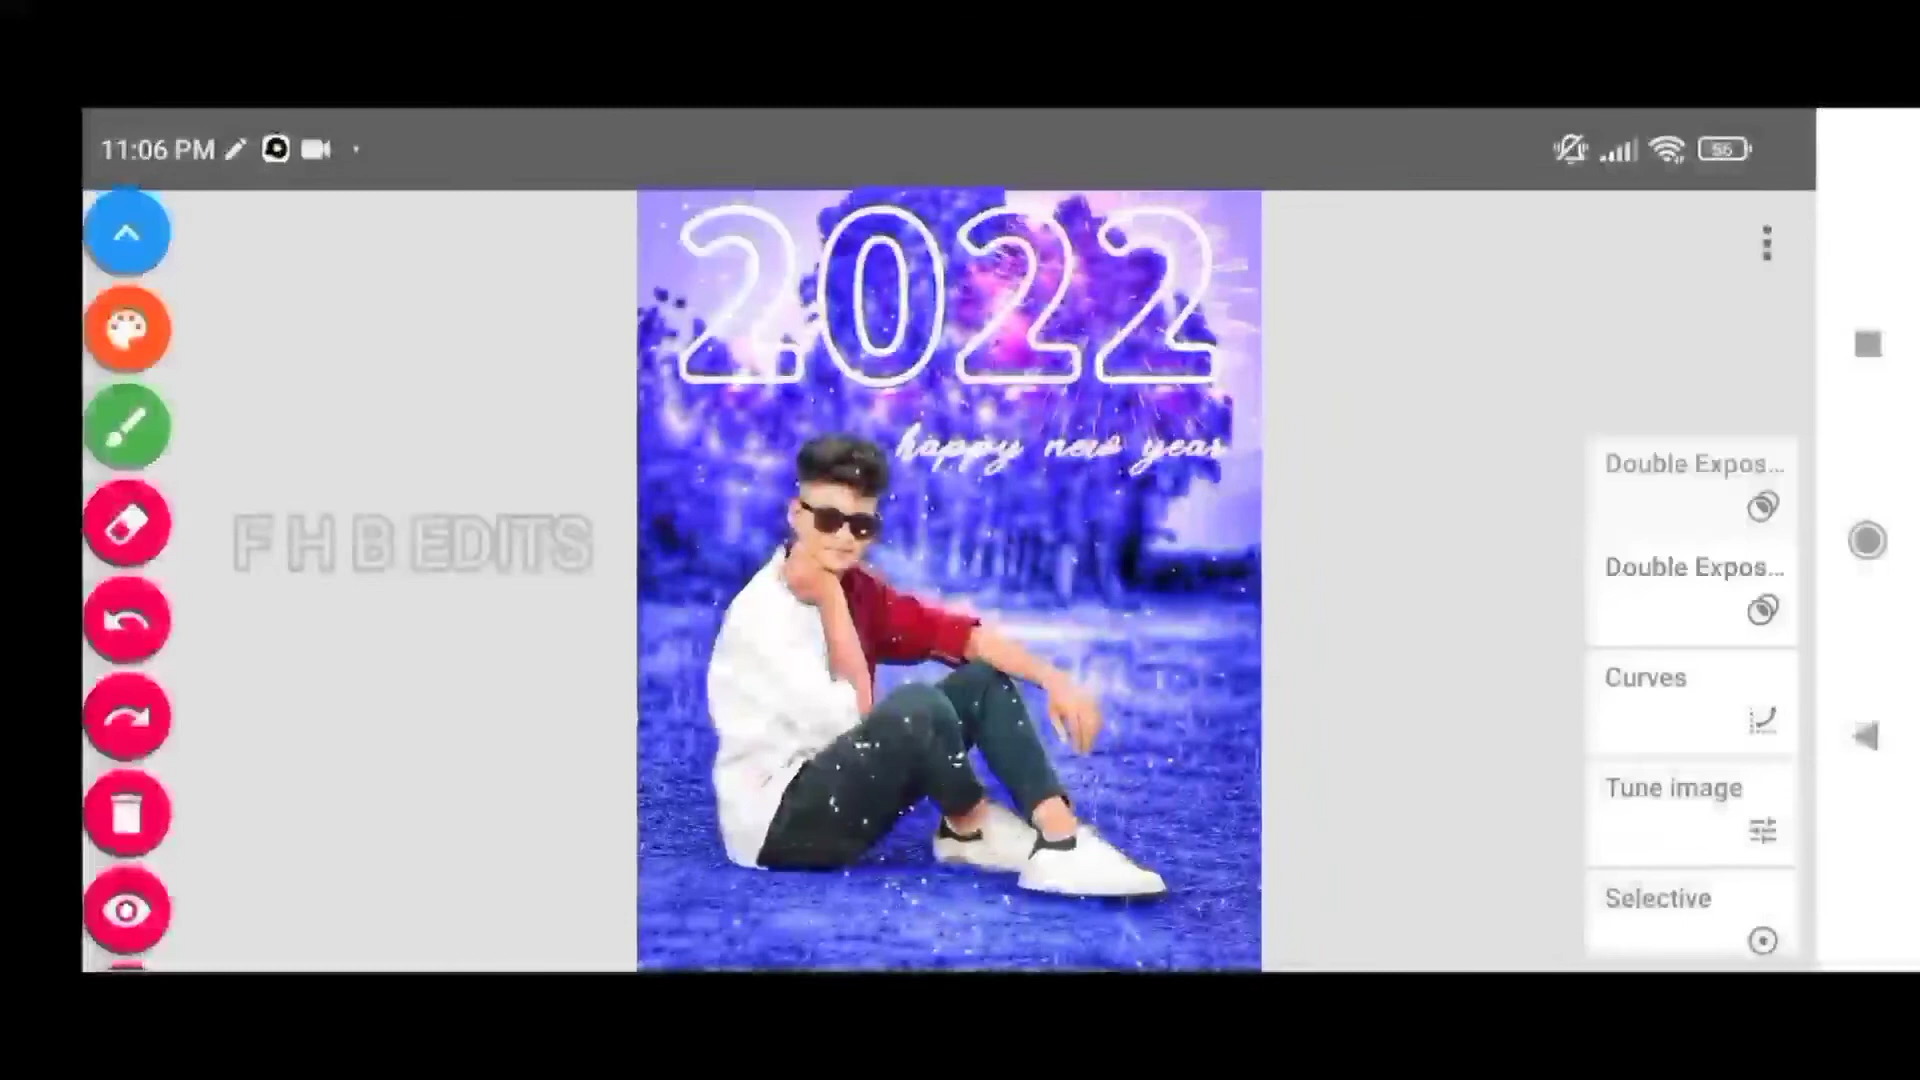 11:06 PM
56
2022
happy new year
F H B EDITS
Double Expos...
Double Expos...
Curves
Tune image
Selective